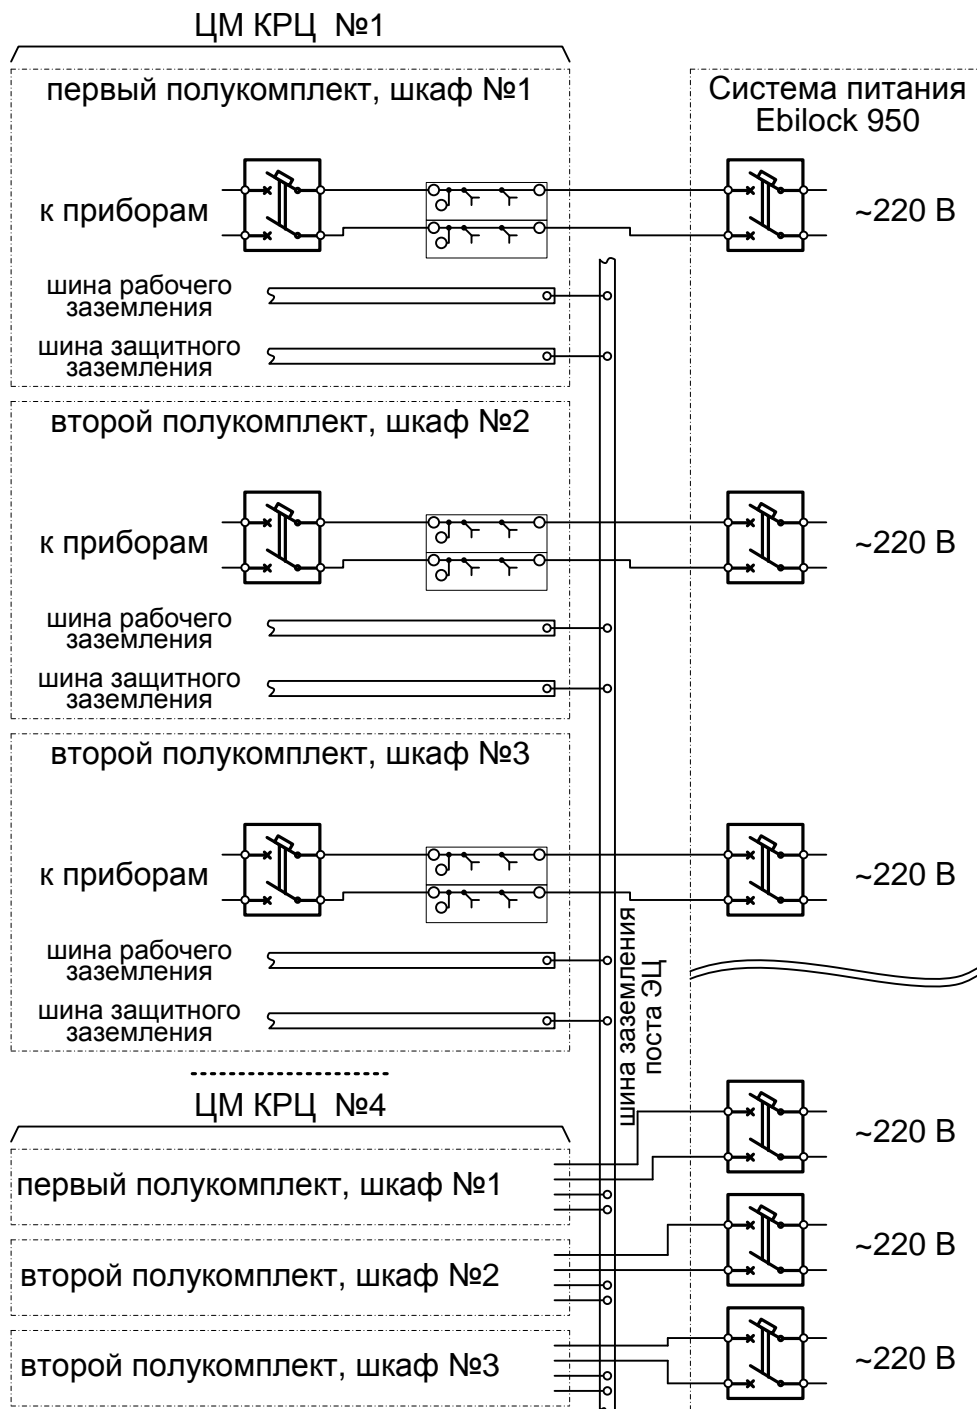 ЦМ КРЦ №1
первый полукомплект, шкаф №1
Система питания
Ebilock 950
к приборам
~220 В
шина рабочего
заземления
шина защитного
заземления
второй полукомплект, шкаф №2
к приборам
~220 В
шина рабочего
заземления
шина защитного
заземления
второй полукомплект, шкаф №3
к приборам
~220 В
шина рабочего
заземления
шина защитного
заземления
шина заземления
поста ЭЦ
ЦМ КРЦ №4
~220 В
первый полукомплект, шкаф №1
~220 В
второй полукомплект, шкаф №2
~220 В
второй полукомплект, шкаф №3